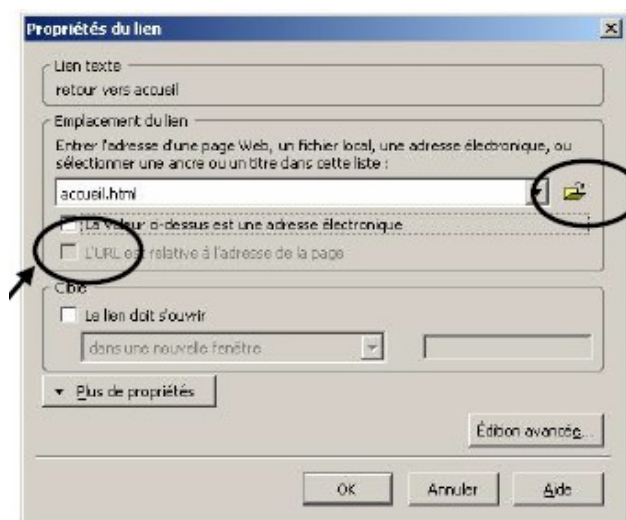 Propriétés du lien
Lien texte
retour vers accueil
Emplacement du lien
Entrer l'adresse d'une page Web, un fichier local, une adresse électronique, ou
sélectionner une ancre ou un titre dans cette liste :
accueil.html
La valeur ci-dessus est une adresse électronique
L'URL est relative à l'adresse de la page
Cible
Le lien doit s'ouvrir
dans une nouvelle fenêtre
Plus de propriétés
Édition avancée...
OK
Annuler
Aide